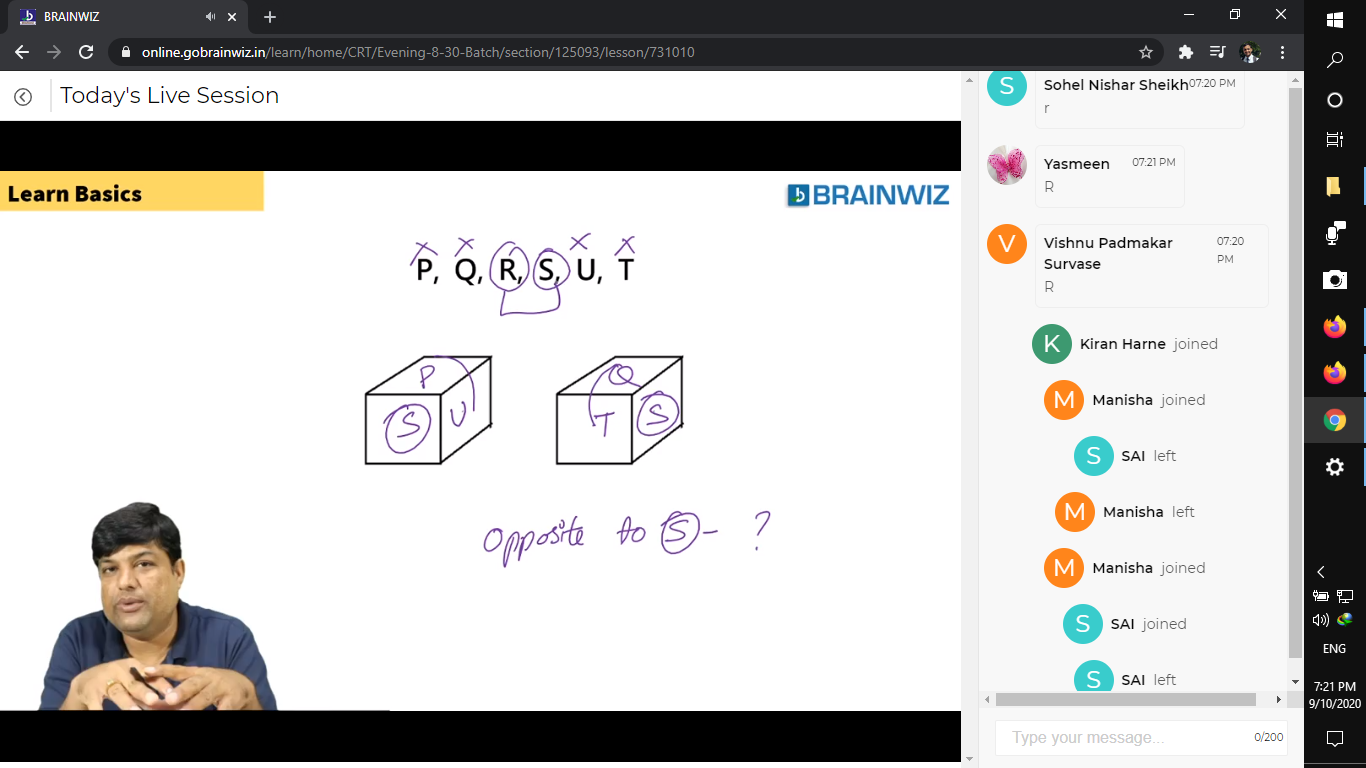 BRAINWIZ
online.gobrainwiz.in/learn/home/CRT/Evening-8-30-Batch/section/125093/lesson/731010
Today's Live Session
Learn Basics
BRAINWIZ
P, Q, R, S, U, T
P
S U
Q
T S
opposite to S - ?
Sohel Nishar Sheikh 07:20 PM
r
Yasmeen 07:21 PM
R
Vishnu Padmakar 07:20
Survase PM
R
K Kiran Harne joined
M Manisha joined
S SAI left
M Manisha left
M Manisha joined
S SAI joined
S SAI left
Type your message... 0/200
ENG
7:21 PM
9/10/2020